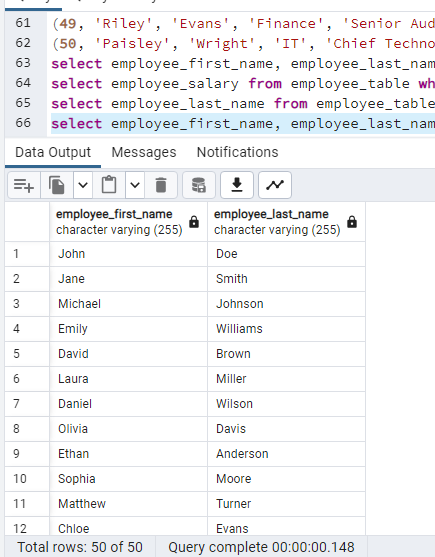 61 (49, 'Riley', 'Evans', 'Finance', 'Senior Aud
62 (50, 'Paisley', 'Wright', 'IT', 'Chief Techno
63 select employee_first_name, employee_last_nam
64 select employee_salary from employee_table wh
65 select employee_last_name from employee_table
66 select employee_first_name, employee_last_nam
Data Output Messages Notifications
employee_first_name employee_last_name
character varying (255) character varying (255)
1 John Doe
2 Jane Smith
3 Michael Johnson
4 Emily Williams
5 David Brown
6 Laura Miller
7 Daniel Wilson
8 Olivia Davis
9 Ethan Anderson
10 Sophia Moore
11 Matthew Turner
12 Chloe Evans
Total rows: 50 of 50 Query complete 00:00:00.148